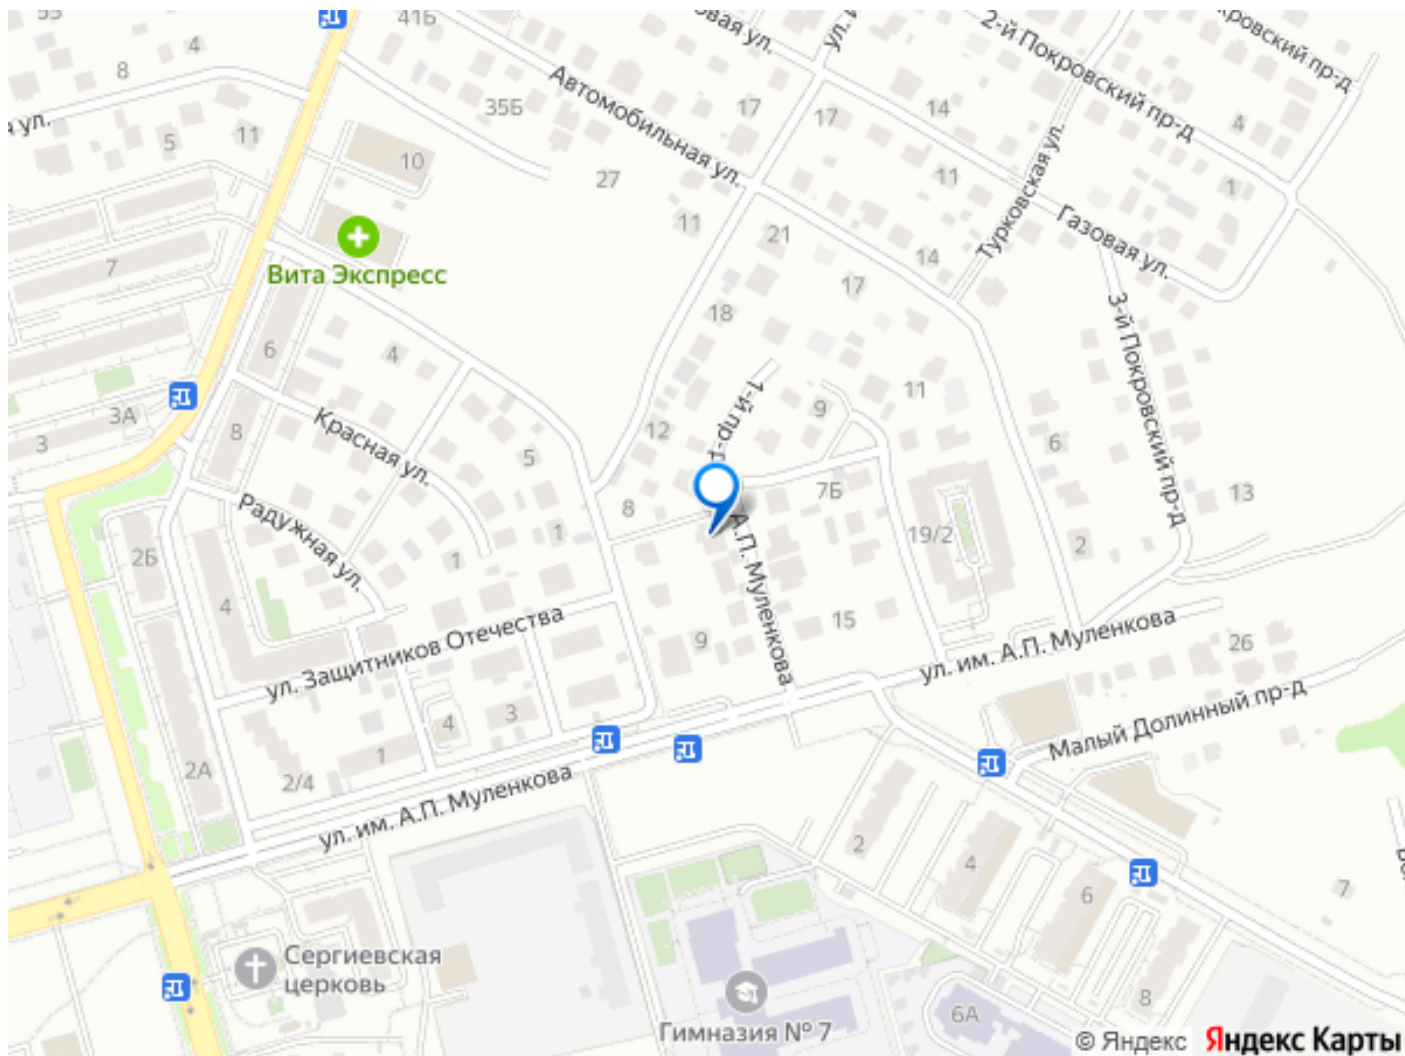 41Б
вая ул.
ул.
2-й Покровский пр-д
кровский пр-д
4
8
ул.
5
11
35Б
Автомобильная ул.
17
17
14
4
10
27
11
1
Турковская ул.
Газовая ул.
11
21
14
17
7
Вита Экспресс
18
3-й Покровский пр-д
6
4
1-й пр-д
11
9
3А
3
8
Красная ул.
5
12
6
13
7Б
8
19/2
2
2Б
Радужная ул.
1
1
А.П. Муленкова
4
ул. Защитников Отечества
9
15
ул. им. А.П. Муленкова
26
Малый Долинный пр-д
4
3
1
2А
2/4
ул. им. А.П. Муленкова
2
4
6
7
8
Сергиевская
церковь
6А
Гимназия № 7
© Яндекс Яндекс Карты